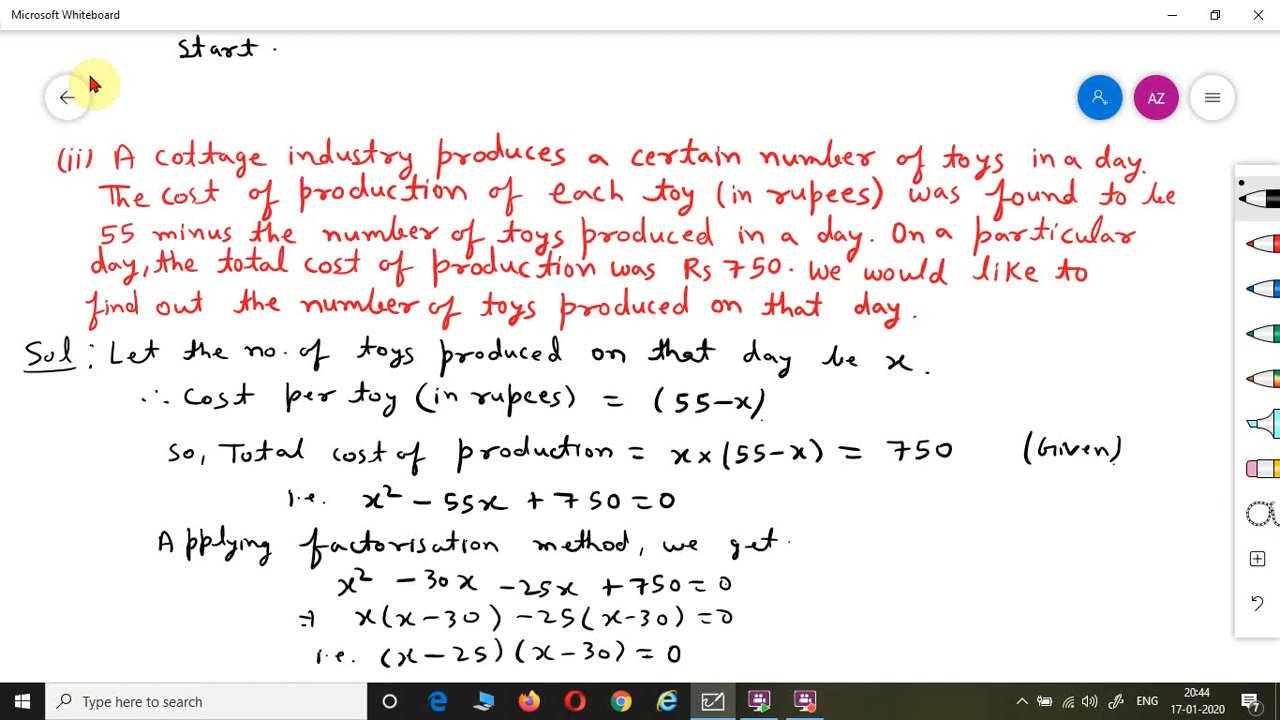 Microsoft Whiteboard
Start.
AZ
(ii) A cottage industry produces a certain number of toys in a day.
The cost of production of each toy (in rupees) was found to be
55 minus the number of toys produced in a day. On a particular
day, the total cost of production was Rs 750. We would like to
find out the number of toys produced on that day.
Sol: Let the no. of toys produced on that day be x.
∴ Cost per toy (in rupees) = (55-x)
So, Total cost of production = x×(55-x) = 750 (Given)
i.e. x² - 55x + 750 = 0
Applying factorisation method, we get.
x² - 30x - 25x + 750 = 0
⇒ x(x-30) - 25(x-30) = 0
i.e. (x-25)(x-30) = 0
Type here to search
ENG
20:44
17-01-2020
7